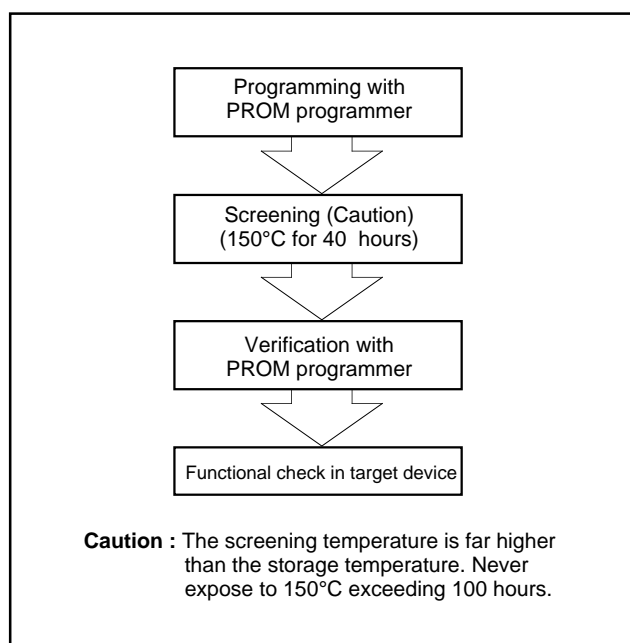 Programming with
PROM programmer
Screening (Caution)
(150°C for 40 hours)
Verification with
PROM programmer
Functional check in target device
Caution : The screening temperature is far higher
than the storage temperature. Never
expose to 150°C exceeding 100 hours.